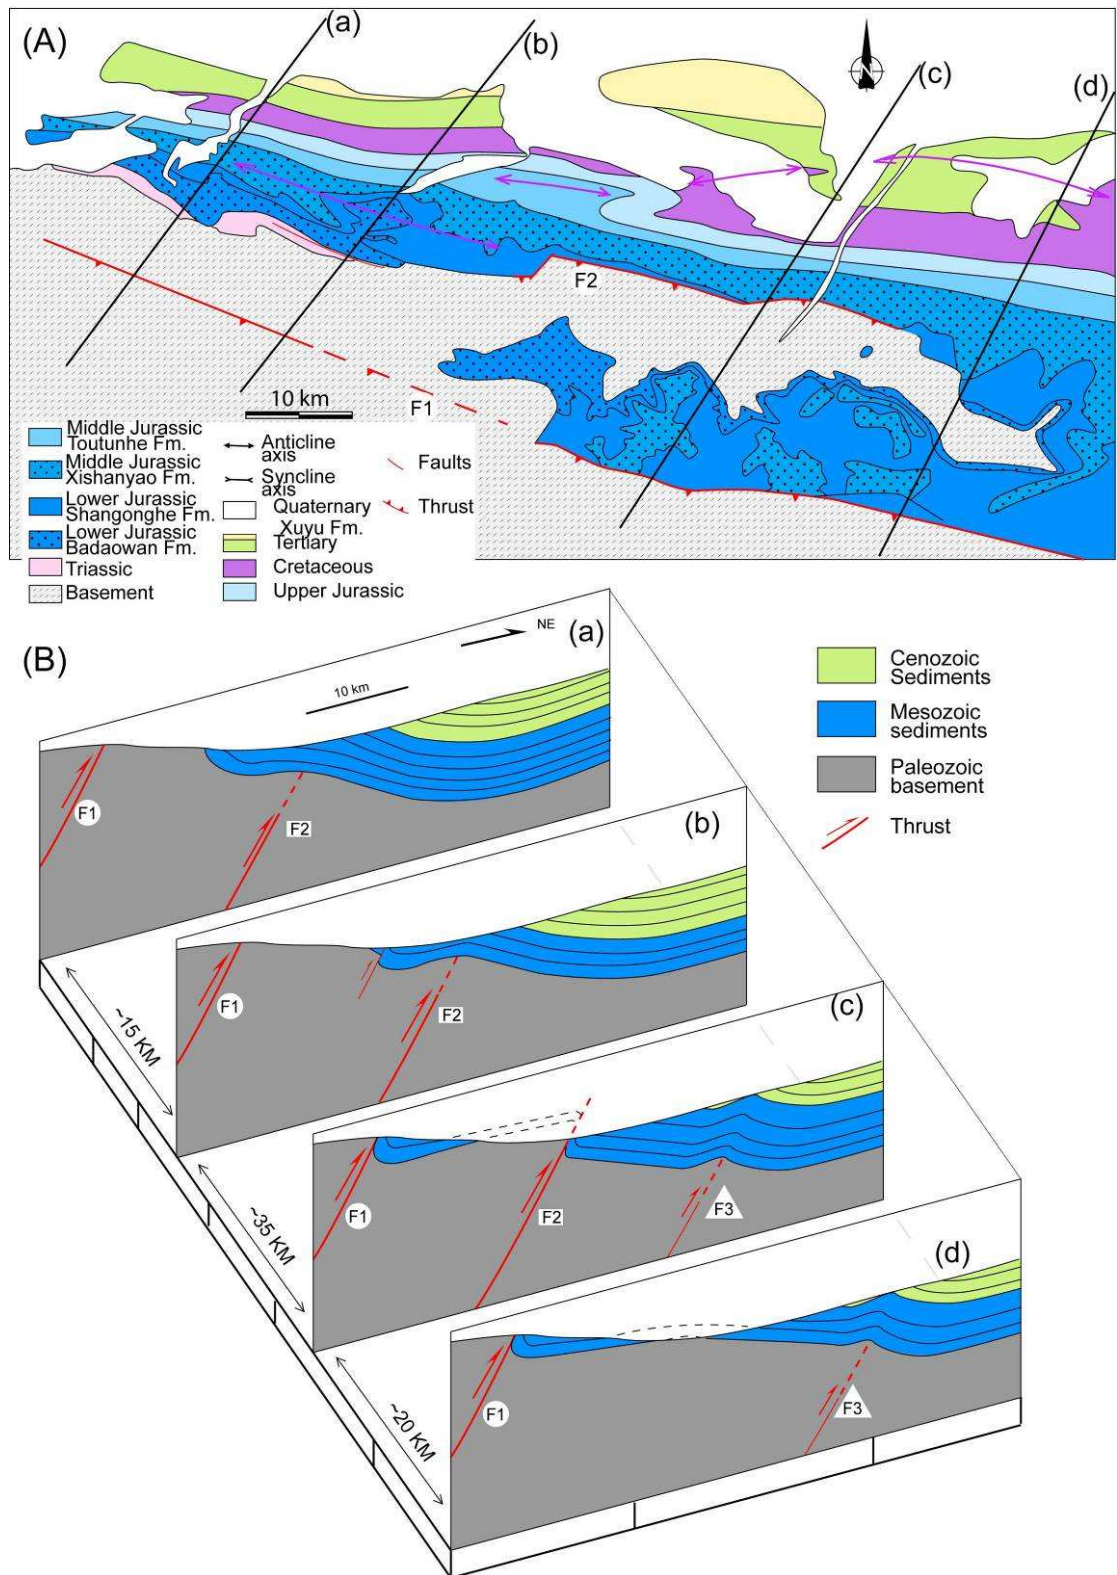 (A)
(a)
(b)
(c)
(d)
N
F2
F1
10 km
Middle Jurassic
Toutunhe Fm.
Middle Jurassic
Xishanyao Fm.
Lower Jurassic
Shangonghe Fm.
Lower Jurassic
Badaowan Fm.
Triassic
Basement
Anticline
axis
Syncline
axis
Quaternary
Xuyu Fm.
Tertiary
Cretaceous
Upper Jurassic
Faults
Thrust
(B)
(a)
NE
10 km
F1
F2
Cenozoic
Sediments
Mesozoic
sediments
Paleozoic
basement
Thrust
(b)
F1
F2
~15 KM
(c)
F1
F2
F3
~35 KM
(d)
F1
F3
~20 KM